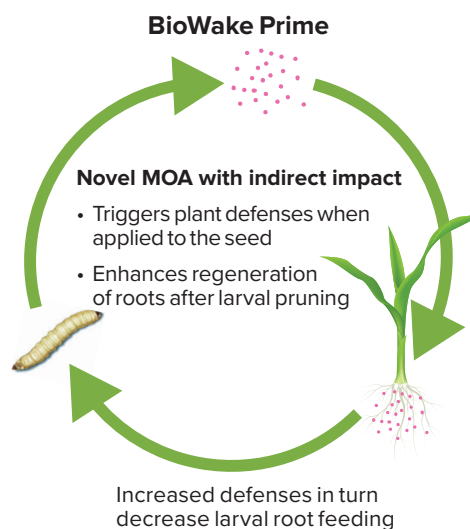 BioWake Prime
Novel MOA with indirect impact
• Triggers plant defenses when
applied to the seed
• Enhances regeneration
of roots after larval pruning
Increased defenses in turn
decrease larval root feeding